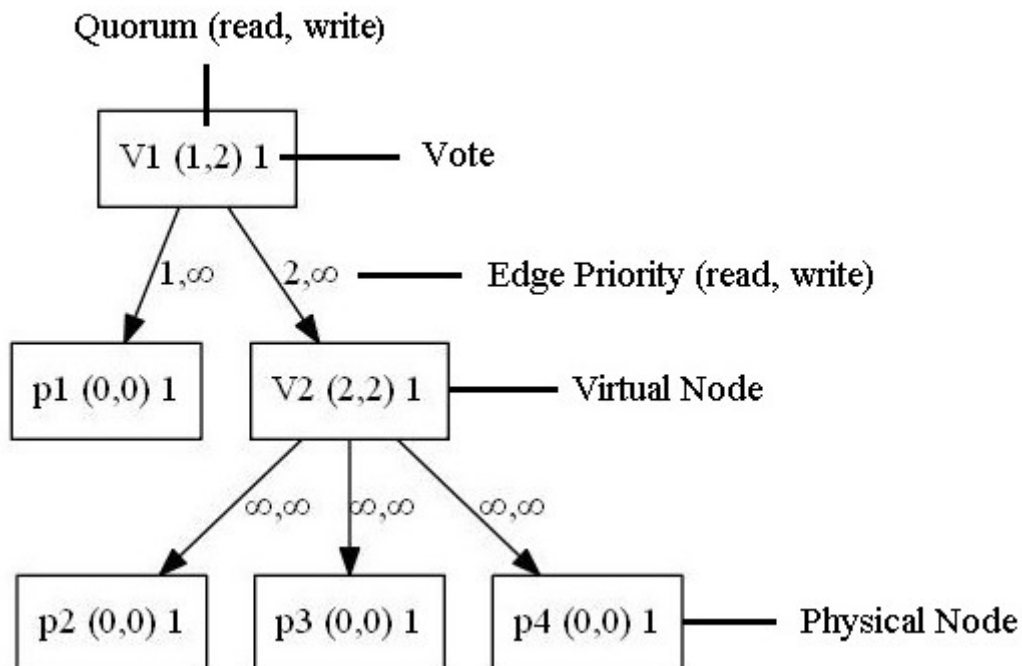 Quorum (read, write)
V1 (1,2) 1
Vote
1,∞
2,∞
Edge Priority (read, write)
p1 (0,0) 1
V2 (2,2) 1
Virtual Node
∞,∞
∞,∞
∞,∞
p2 (0,0) 1
p3 (0,0) 1
p4 (0,0) 1
Physical Node